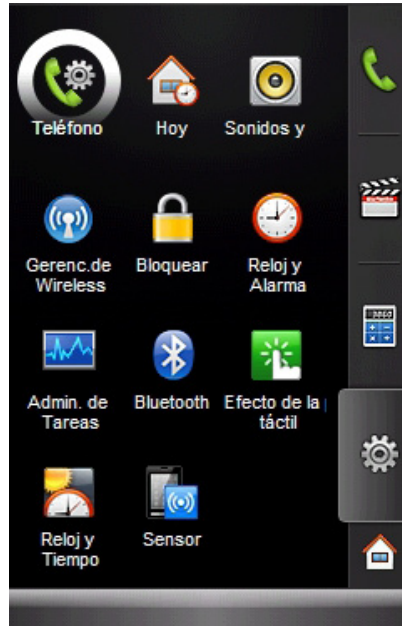 Teléfono
Hoy
Sonidos y
Gerenc.de
Wireless
Bloquear
Reloj y
Alarma
Admin. de
Tareas
Bluetooth
Efecto de la
táctil
Reloj y
Tiempo
Sensor